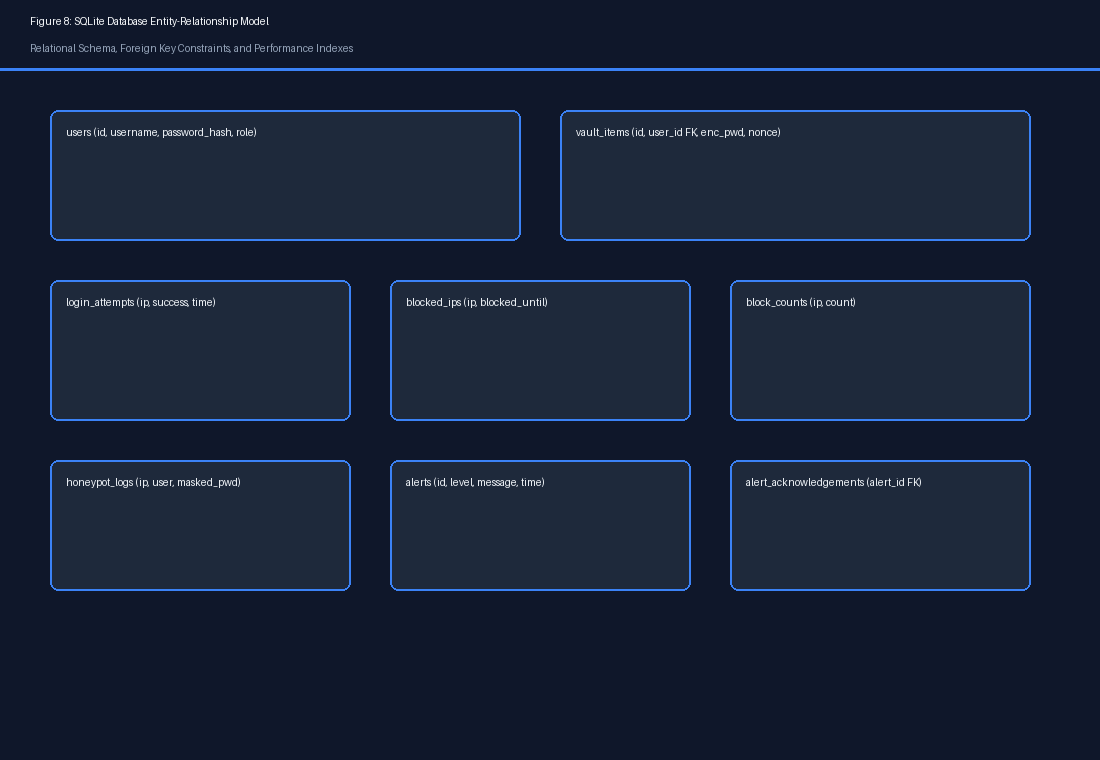 Figure 8: SQLite Database Entity-Relationship Model
Relational Schema, Foreign Key Constraints, and Performance Indexes
users (id, username, password_hash, role)
vault_items (id, user_id FK, enc_pwd, nonce)
login_attempts (ip, success, time)
blocked_ips (ip, blocked_until)
block_counts (ip, count)
honeypot_logs (ip, user, masked_pwd)
alerts (id, level, message, time)
alert_acknowledgements (alert_id FK)